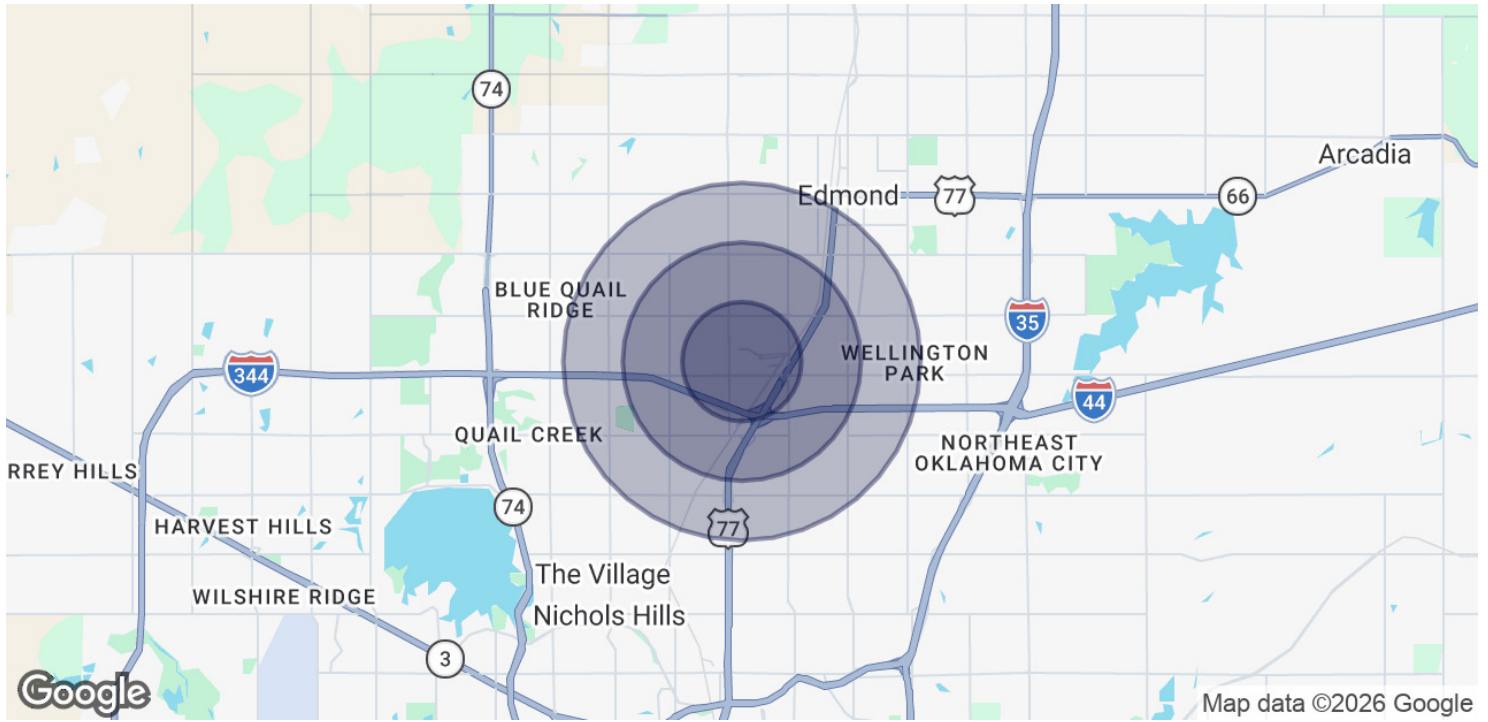 74
Arcadia
Edmond
77
66
BLUE QUAIL
RIDGE
35
WELLINGTON
PARK
344
44
QUAIL CREEK
NORTHEAST
OKLAHOMA CITY
RREY HILLS
74
HARVEST HILLS
77
The Village
WILSHIRE RIDGE
Nichols Hills
3
Google
Map data ©2026 Google